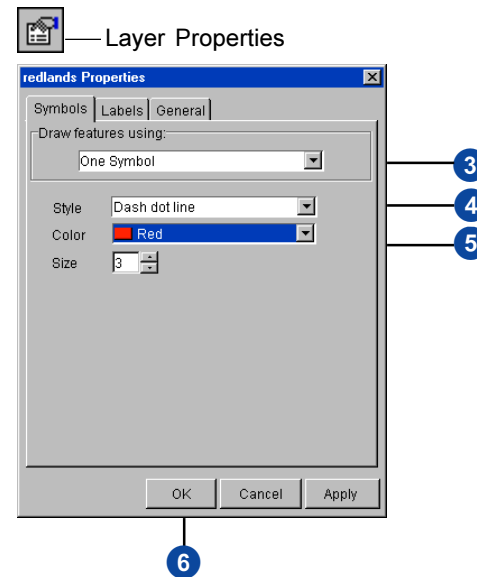 Layer Properties
redlands Properties
Symbols Labels General
Draw features using:
One Symbol
3
Style Dash dot line
4
Color Red
5
Size 3
OK Cancel Apply
6